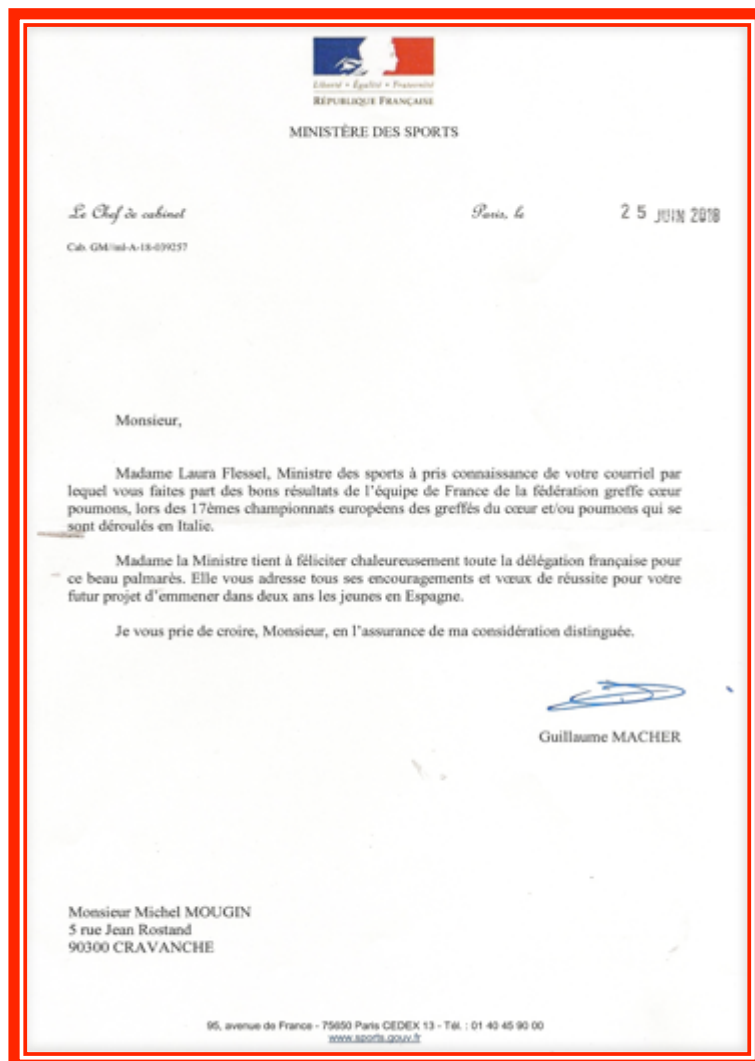 Liberté • Égalité • Fraternité
RÉPUBLIQUE FRANÇAISE
MINISTÈRE DES SPORTS
Le Chef de cabinet
Paris, le 25 JUIN 2018
Cab. GM/ml-A-18-039257
Monsieur,
Madame Laura Flessel, Ministre des sports à pris connaissance de votre courriel par
lequel vous faites part des bons résultats de l'équipe de France de la fédération greffe cœur
poumons, lors des 17èmes championnats européens des greffés du cœur et/ou poumons qui se
sont déroulés en Italie.
Madame la Ministre tient à féliciter chaleureusement toute la délégation française pour
ce beau palmarès. Elle vous adresse tous ses encouragements et vœux de réussite pour votre
futur projet d'emmener dans deux ans les jeunes en Espagne.
Je vous prie de croire, Monsieur, en l'assurance de ma considération distinguée.
Guillaume MACHER
Monsieur Michel MOUGIN
5 rue Jean Rostand
90300 CRAVANCHE
95, avenue de France - 75650 Paris CEDEX 13 - Tél. : 01 40 45 90 00
www.sports.gouv.fr